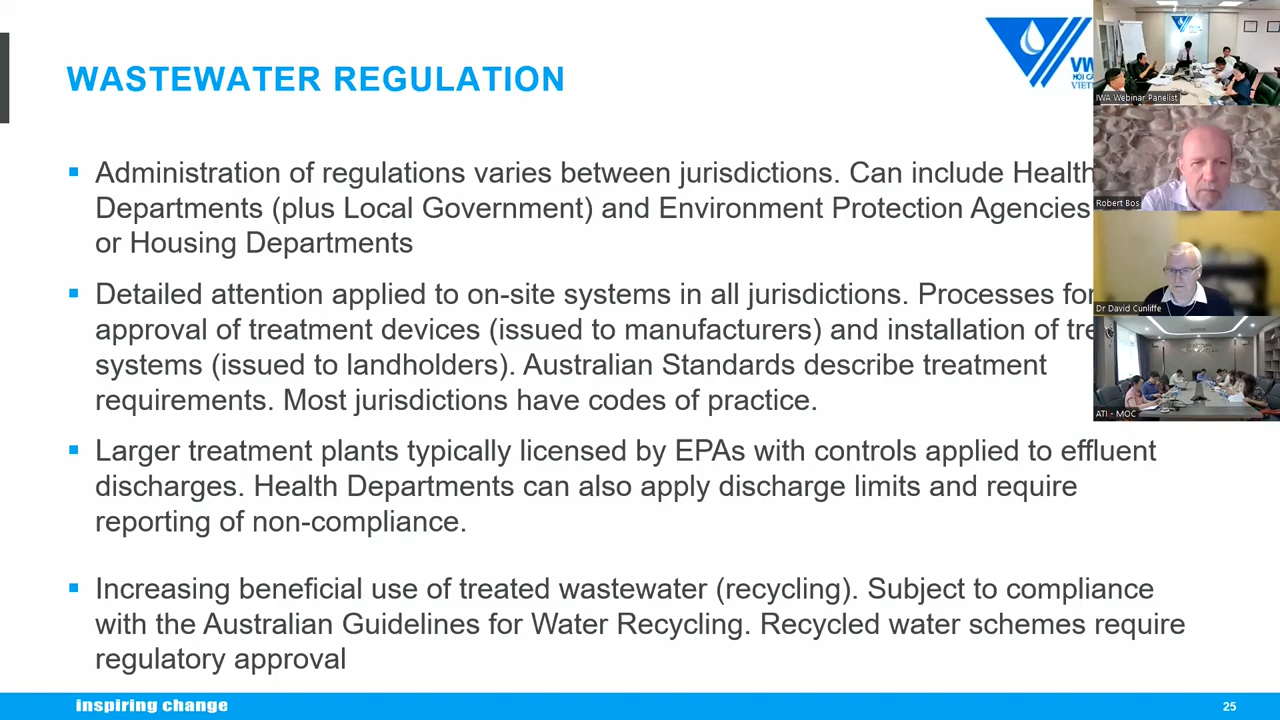 WASTEWATER REGULATION
VW
HỘI CẤ
VIET
IWA Webinar Panelist
Robert Bos
Dr David Cunliffe
ATI - MOC
Administration of regulations varies between jurisdictions. Can include Health
Departments (plus Local Government) and Environment Protection Agencies
or Housing Departments
Detailed attention applied to on-site systems in all jurisdictions. Processes for
approval of treatment devices (issued to manufacturers) and installation of tre
systems (issued to landholders). Australian Standards describe treatment
requirements. Most jurisdictions have codes of practice.
Larger treatment plants typically licensed by EPAs with controls applied to effluent
discharges. Health Departments can also apply discharge limits and require
reporting of non-compliance.
Increasing beneficial use of treated wastewater (recycling). Subject to compliance
with the Australian Guidelines for Water Recycling. Recycled water schemes require
regulatory approval
inspiring change
25